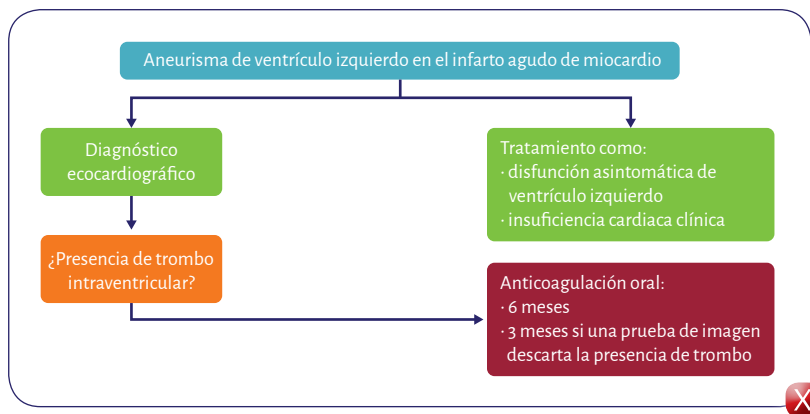 Aneurisma de ventrículo izquierdo en el infarto agudo de miocardio
Diagnóstico
ecocardiográfico
Tratamiento como:
· disfunción asintomática de
ventrículo izquierdo
· insuficiencia cardiaca clínica
¿Presencia de trombo
intraventricular?
Anticoagulación oral:
· 6 meses
· 3 meses si una prueba de imagen
descarta la presencia de trombo
X